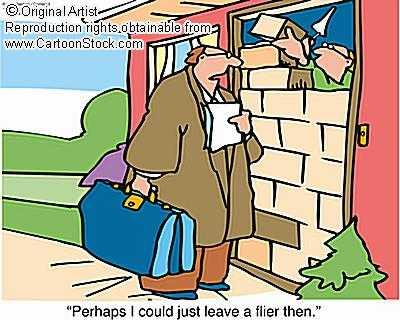 © Original Artist
Reproduction rights obtainable from
www.CartoonStock.com
"Perhaps I could just leave a flier then."